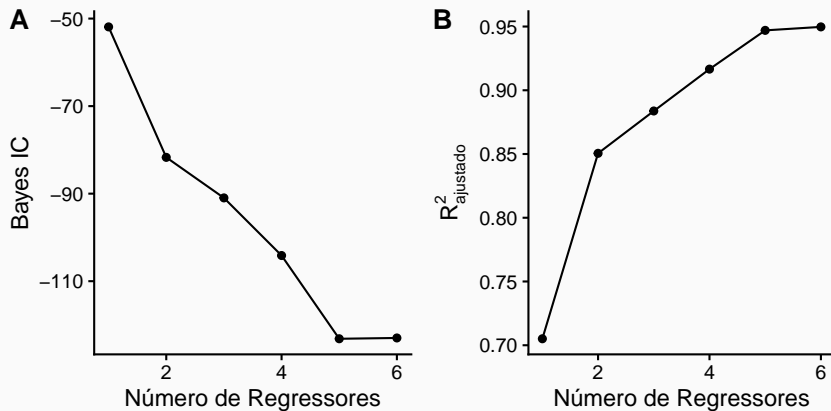 A
Bayes IC
−50
−70
−90
−110
2
4
6
Número de Regressores
B
R²ajustado
0.95
0.90
0.85
0.80
0.75
0.70
2
4
6
Número de Regressores